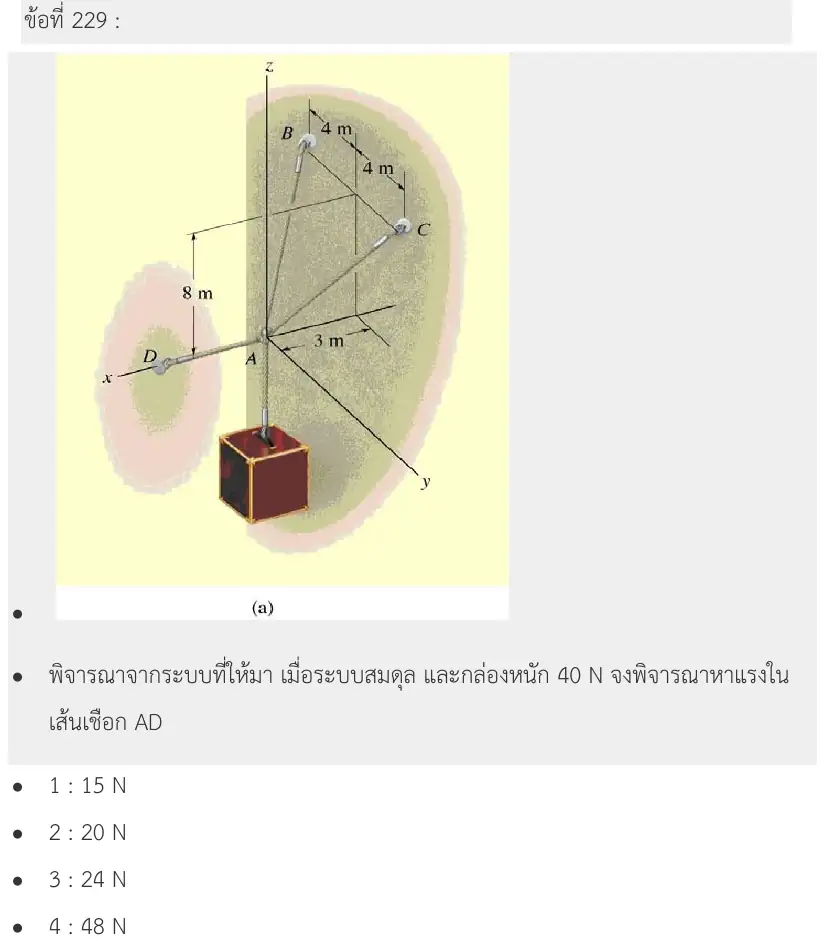 ข้อที่ 229 :
z
B
4 m
4 m
C
8 m
3 m
D
A
x
y
(a)
พิจารณาจากระบบที่ให้มา เมื่อระบบสมดุล และกล่องหนัก 40 N จงพิจารณาหาแรงใน
เส้นเชือก AD
1 : 15 N
2 : 20 N
3 : 24 N
4 : 48 N